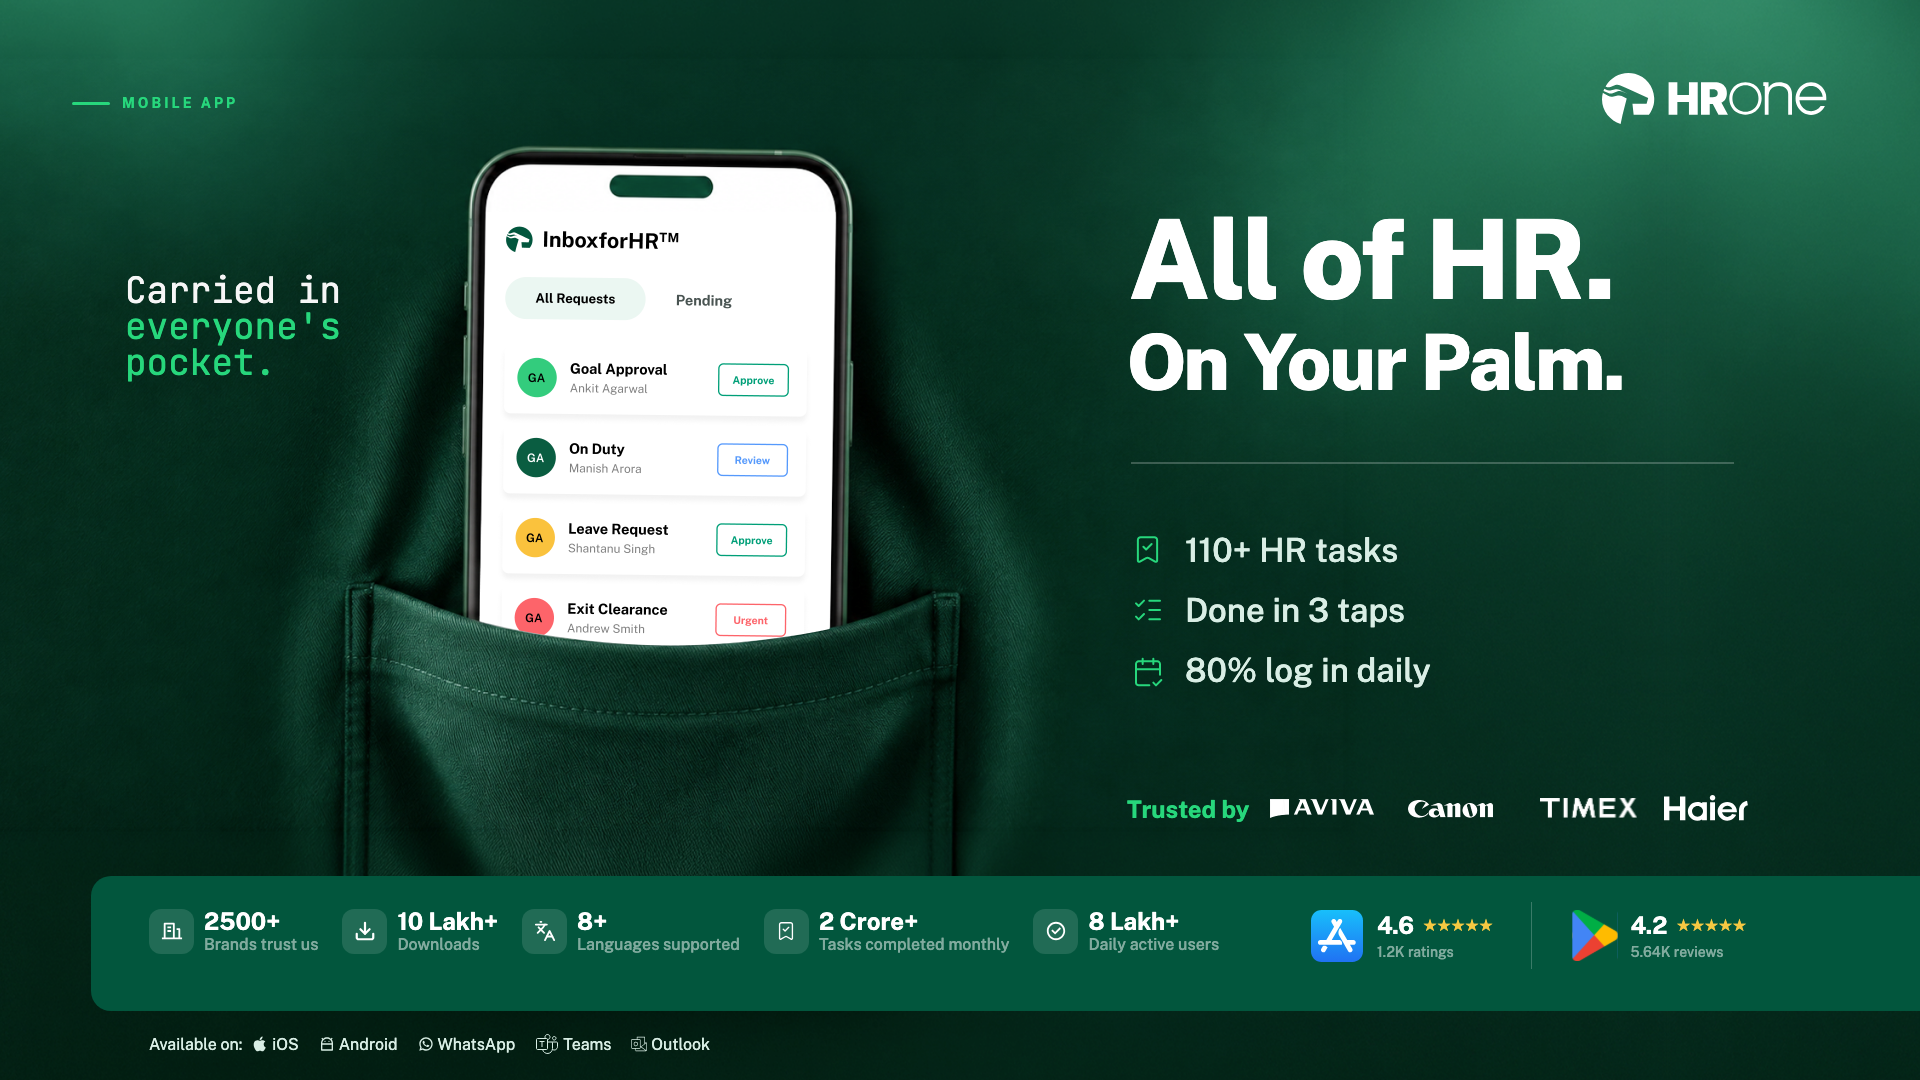 MOBILE APP
HRone
Carried in
everyone's
pocket.
InboxforHR™
All Requests
Pending
GA
Goal Approval
Ankit Agarwal
Approve
GA
On Duty
Manish Arora
Review
GA
Leave Request
Shantanu Singh
Approve
GA
Exit Clearance
Andrew Smith
Urgent
All of HR.
On Your Palm.
110+ HR tasks
Done in 3 taps
80% log in daily
Trusted by AVIVA Canon TIMEX Haier
2500+
Brands trust us
10 Lakh+
Downloads
8+
Languages supported
2 Crore+
Tasks completed monthly
8 Lakh+
Daily active users
4.6 ★★★★★
1.2K ratings
4.2 ★★★★★
5.64K reviews
Available on: iOS Android WhatsApp Teams Outlook